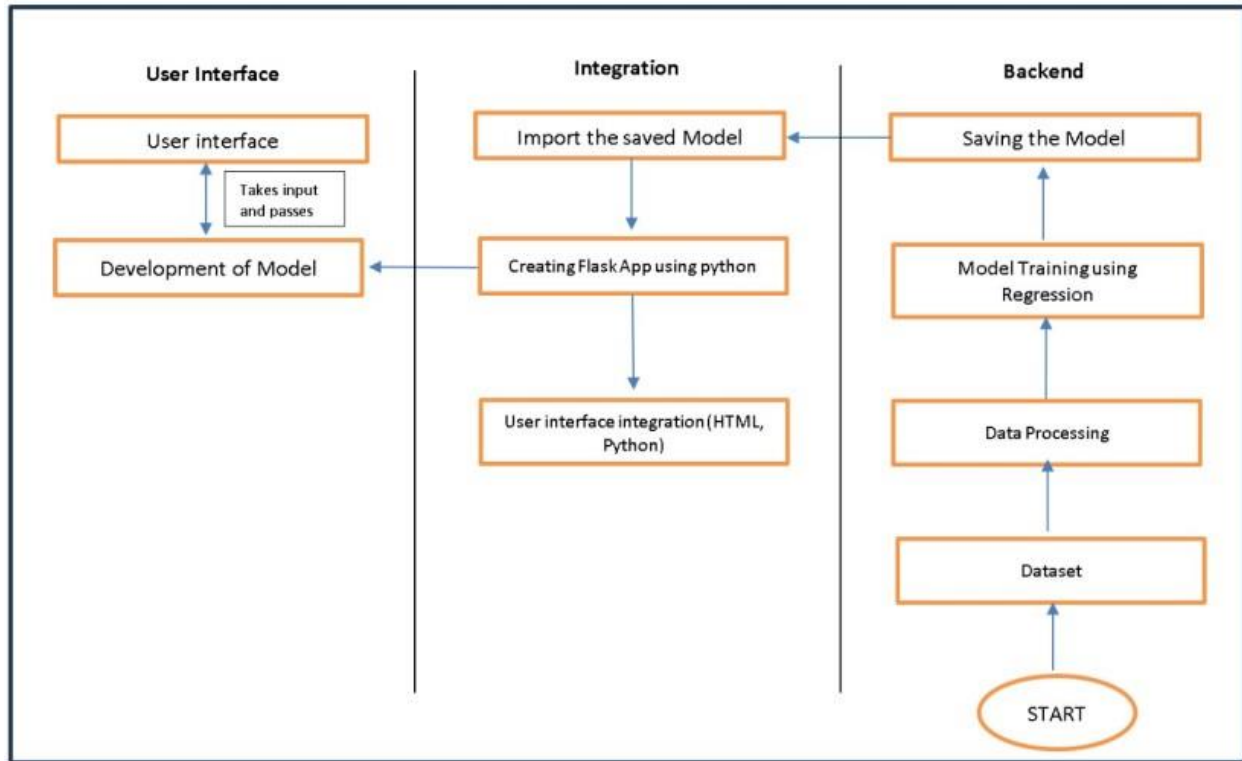 User Interface
User interface
Takes input
and passes
Development of Model
Integration
Import the saved Model
Creating Flask App using python
User interface integration (HTML,
Python)
Backend
Saving the Model
Model Training using
Regression
Data Processing
Dataset
START